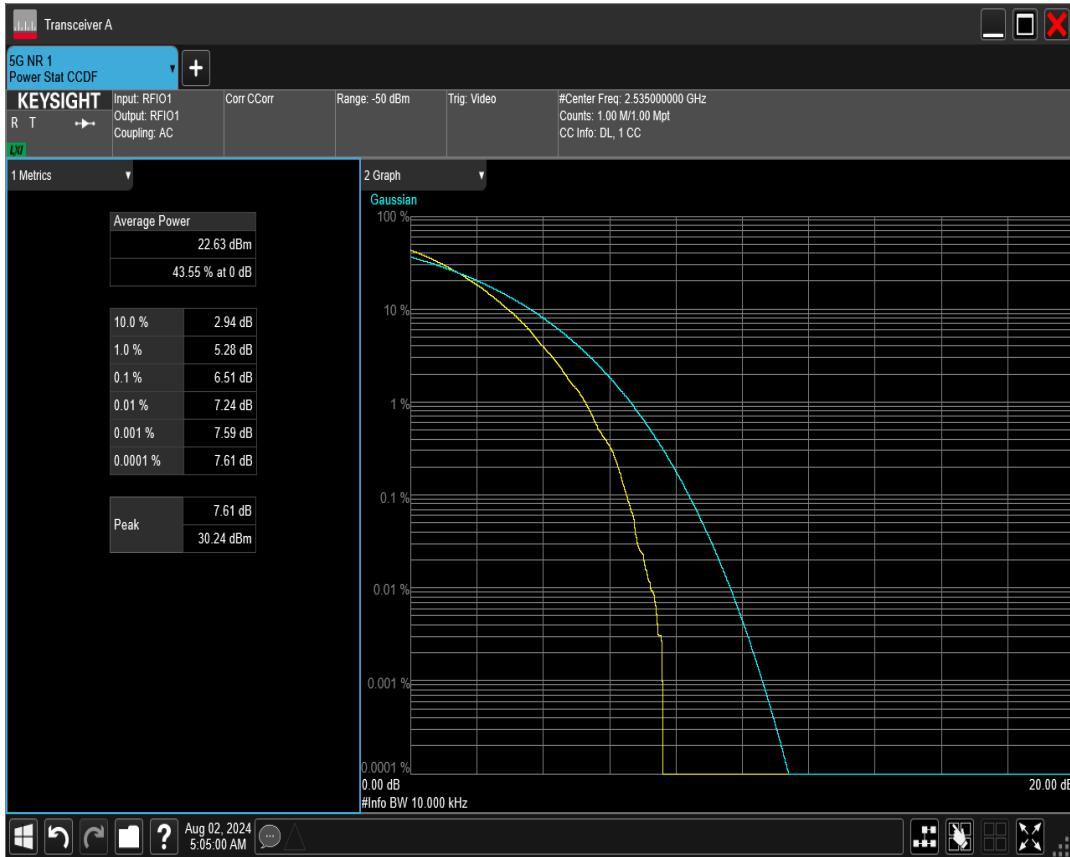 Transceiver A
5G NR 1
Power Stat CCDF
+
KEYSIGHT
R T
LXI
Input: RFIO1
Output: RFIO1
Coupling: AC
Corr CCorr
Range: -50 dBm
Trig: Video
#Center Freq: 2.535000000 GHz
Counts: 1.00 M/1.00 Mpt
CC Info: DL, 1 CC
1 Metrics
Average Power
22.63 dBm
43.55 % at 0 dB
10.0 % 2.94 dB
1.0 % 5.28 dB
0.1 % 6.51 dB
0.01 % 7.24 dB
0.001 % 7.59 dB
0.0001 % 7.61 dB
Peak 7.61 dB
30.24 dBm
2 Graph
Gaussian
100 %
10 %
1 %
0.1 %
0.01 %
0.001 %
0.0001 %
0.00 dB 20.00 dB
#Info BW 10.000 kHz
?
Aug 02, 2024
5:05:00 AM